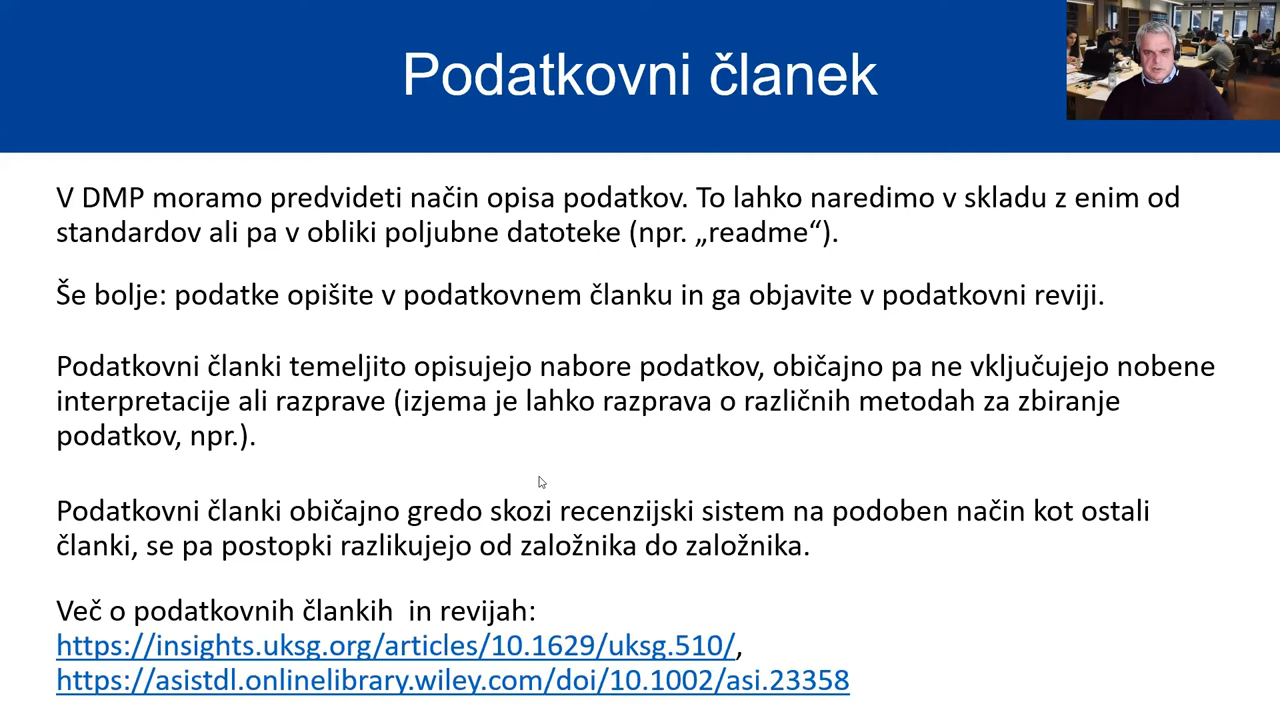 Podatkovni članek
V DMP moramo predvideti način opisa podatkov. To lahko naredimo v skladu z enim od
standardov ali pa v obliki poljubne datoteke (npr. „readme“).
Še bolje: podatke opišite v podatkovnem članku in ga objavite v podatkovni reviji.
Podatkovni članki temeljito opisujejo nabore podatkov, običajno pa ne vključujejo nobene
interpretacije ali razprave (izjema je lahko razprava o različnih metodah za zbiranje
podatkov, npr.).
Podatkovni članki običajno gredo skozi recenzijski sistem na podoben način kot ostali
članki, se pa postopki razlikujejo od založnika do založnika.
Več o podatkovnih člankih  in revijah:
https://insights.uksg.org/articles/10.1629/uksg.510/,
https://asistdl.onlinelibrary.wiley.com/doi/10.1002/asi.23358